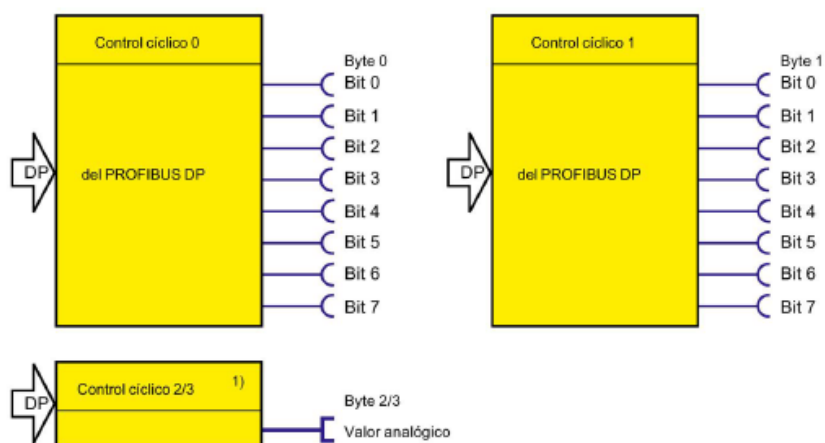 Control cíclico 0
Byte 0
Bit 0
Bit 1
Bit 2
DP
del PROFIBUS DP
Bit 3
Bit 4
Bit 5
Bit 6
Bit 7
Control cíclico 1
Byte 1
Bit 0
Bit 1
Bit 2
DP
del PROFIBUS DP
Bit 3
Bit 4
Bit 5
Bit 6
Bit 7
DP
Control cíclico 2/3 1)
Byte 2/3
Valor analógico